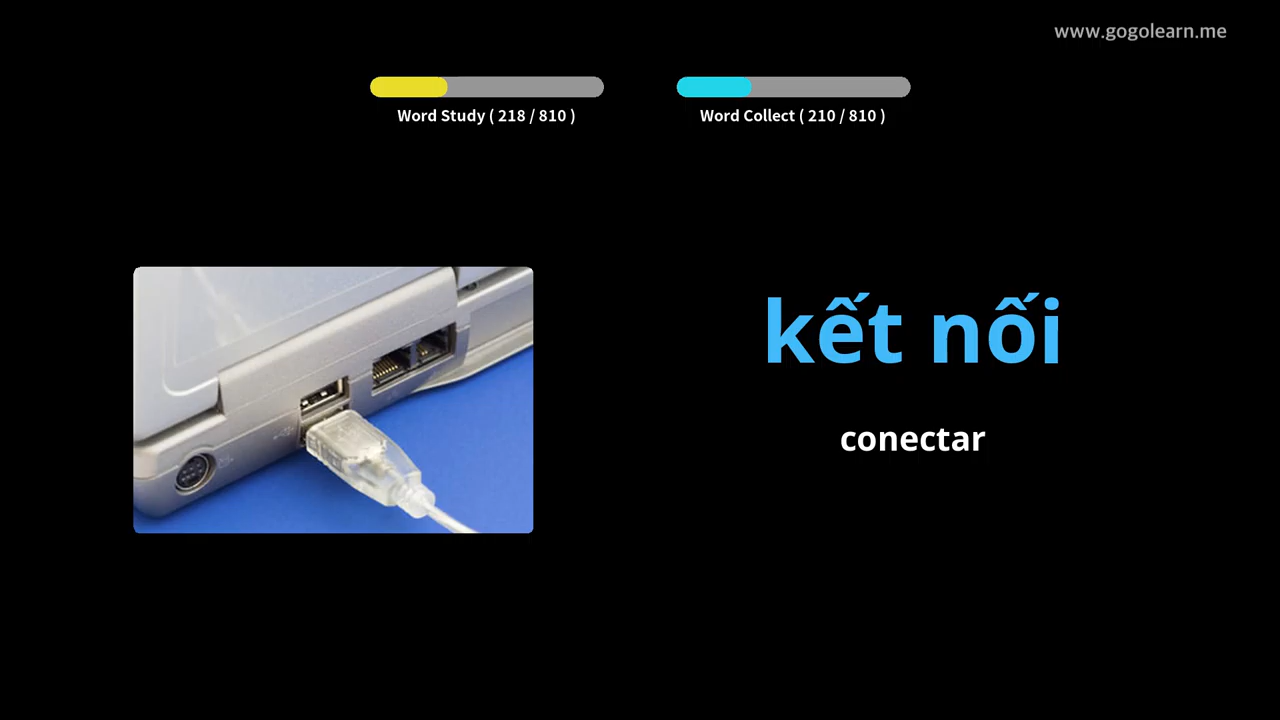 www.gogolearn.me
Word Study ( 218 / 810 )
Word Collect ( 210 / 810 )
kết nối
conectar